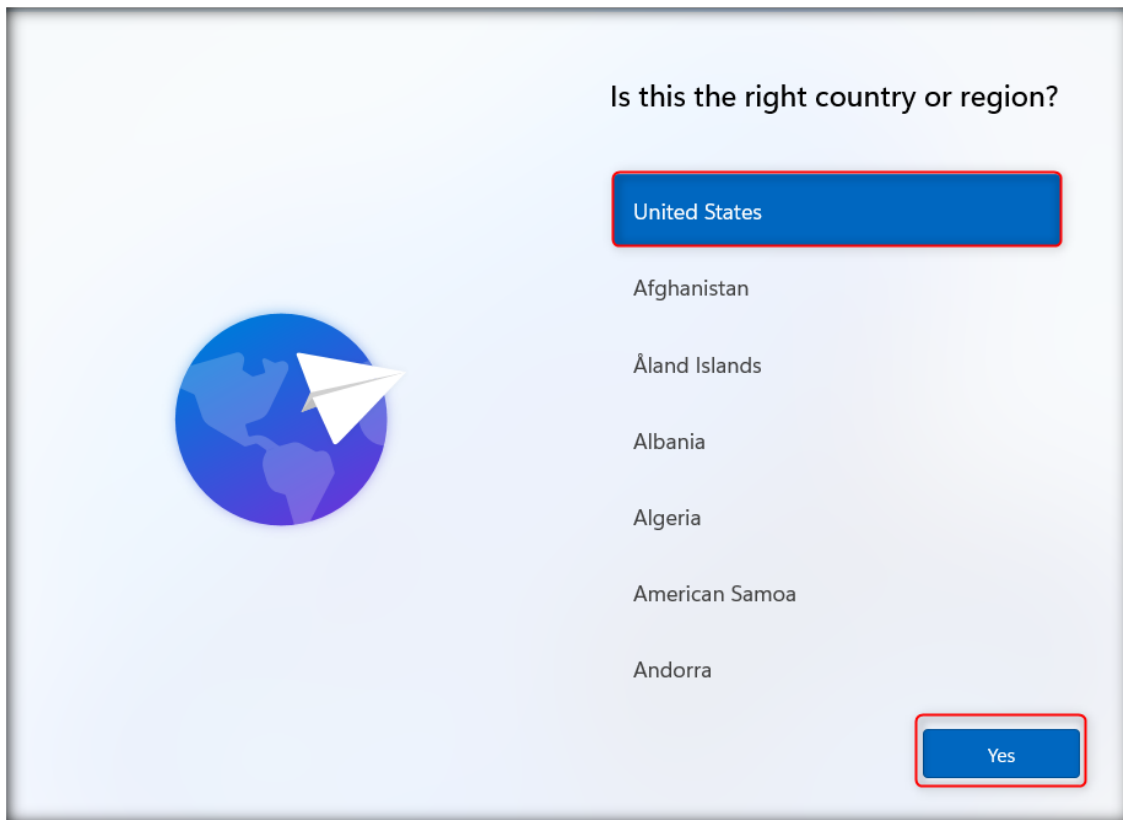 Is this the right country or region?
United States
Afghanistan
Åland Islands
Albania
Algeria
American Samoa
Andorra
Yes